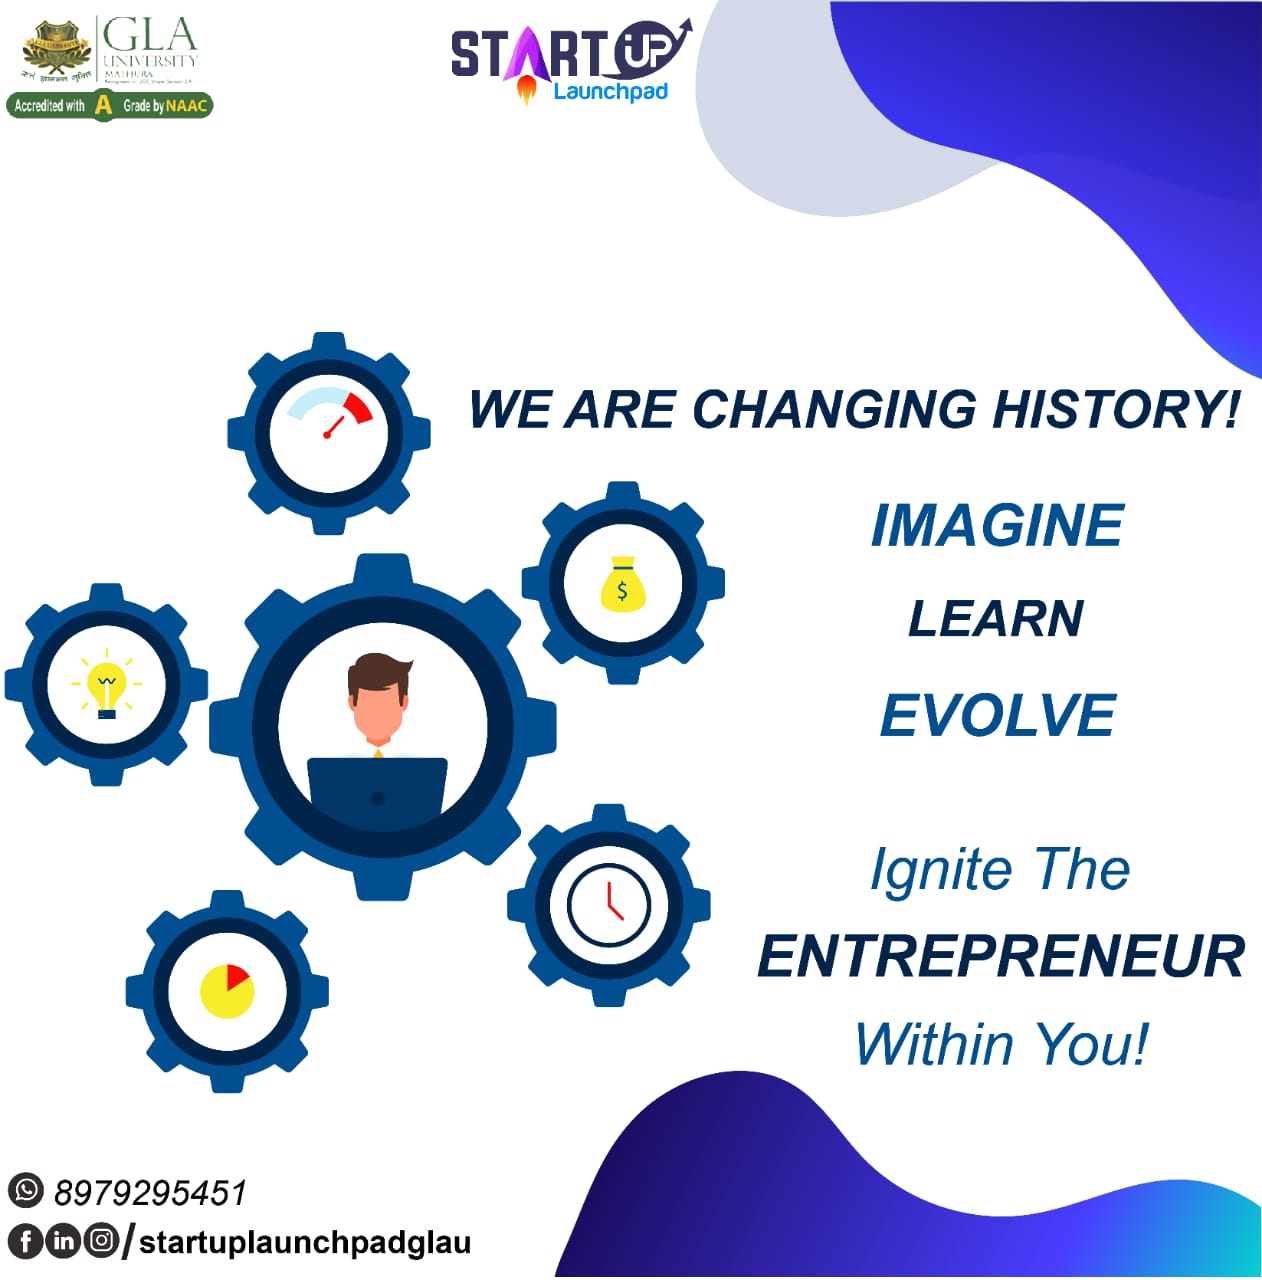 GLA
UNIVERSITY
MATHURA
Accredited with A Grade by NAAC
START UP
Launchpad
WE ARE CHANGING HISTORY!
IMAGINE
LEARN
EVOLVE
$
Ignite The
ENTREPRENEUR
Within You!
8979295451
f in /startuplaunchpadglau